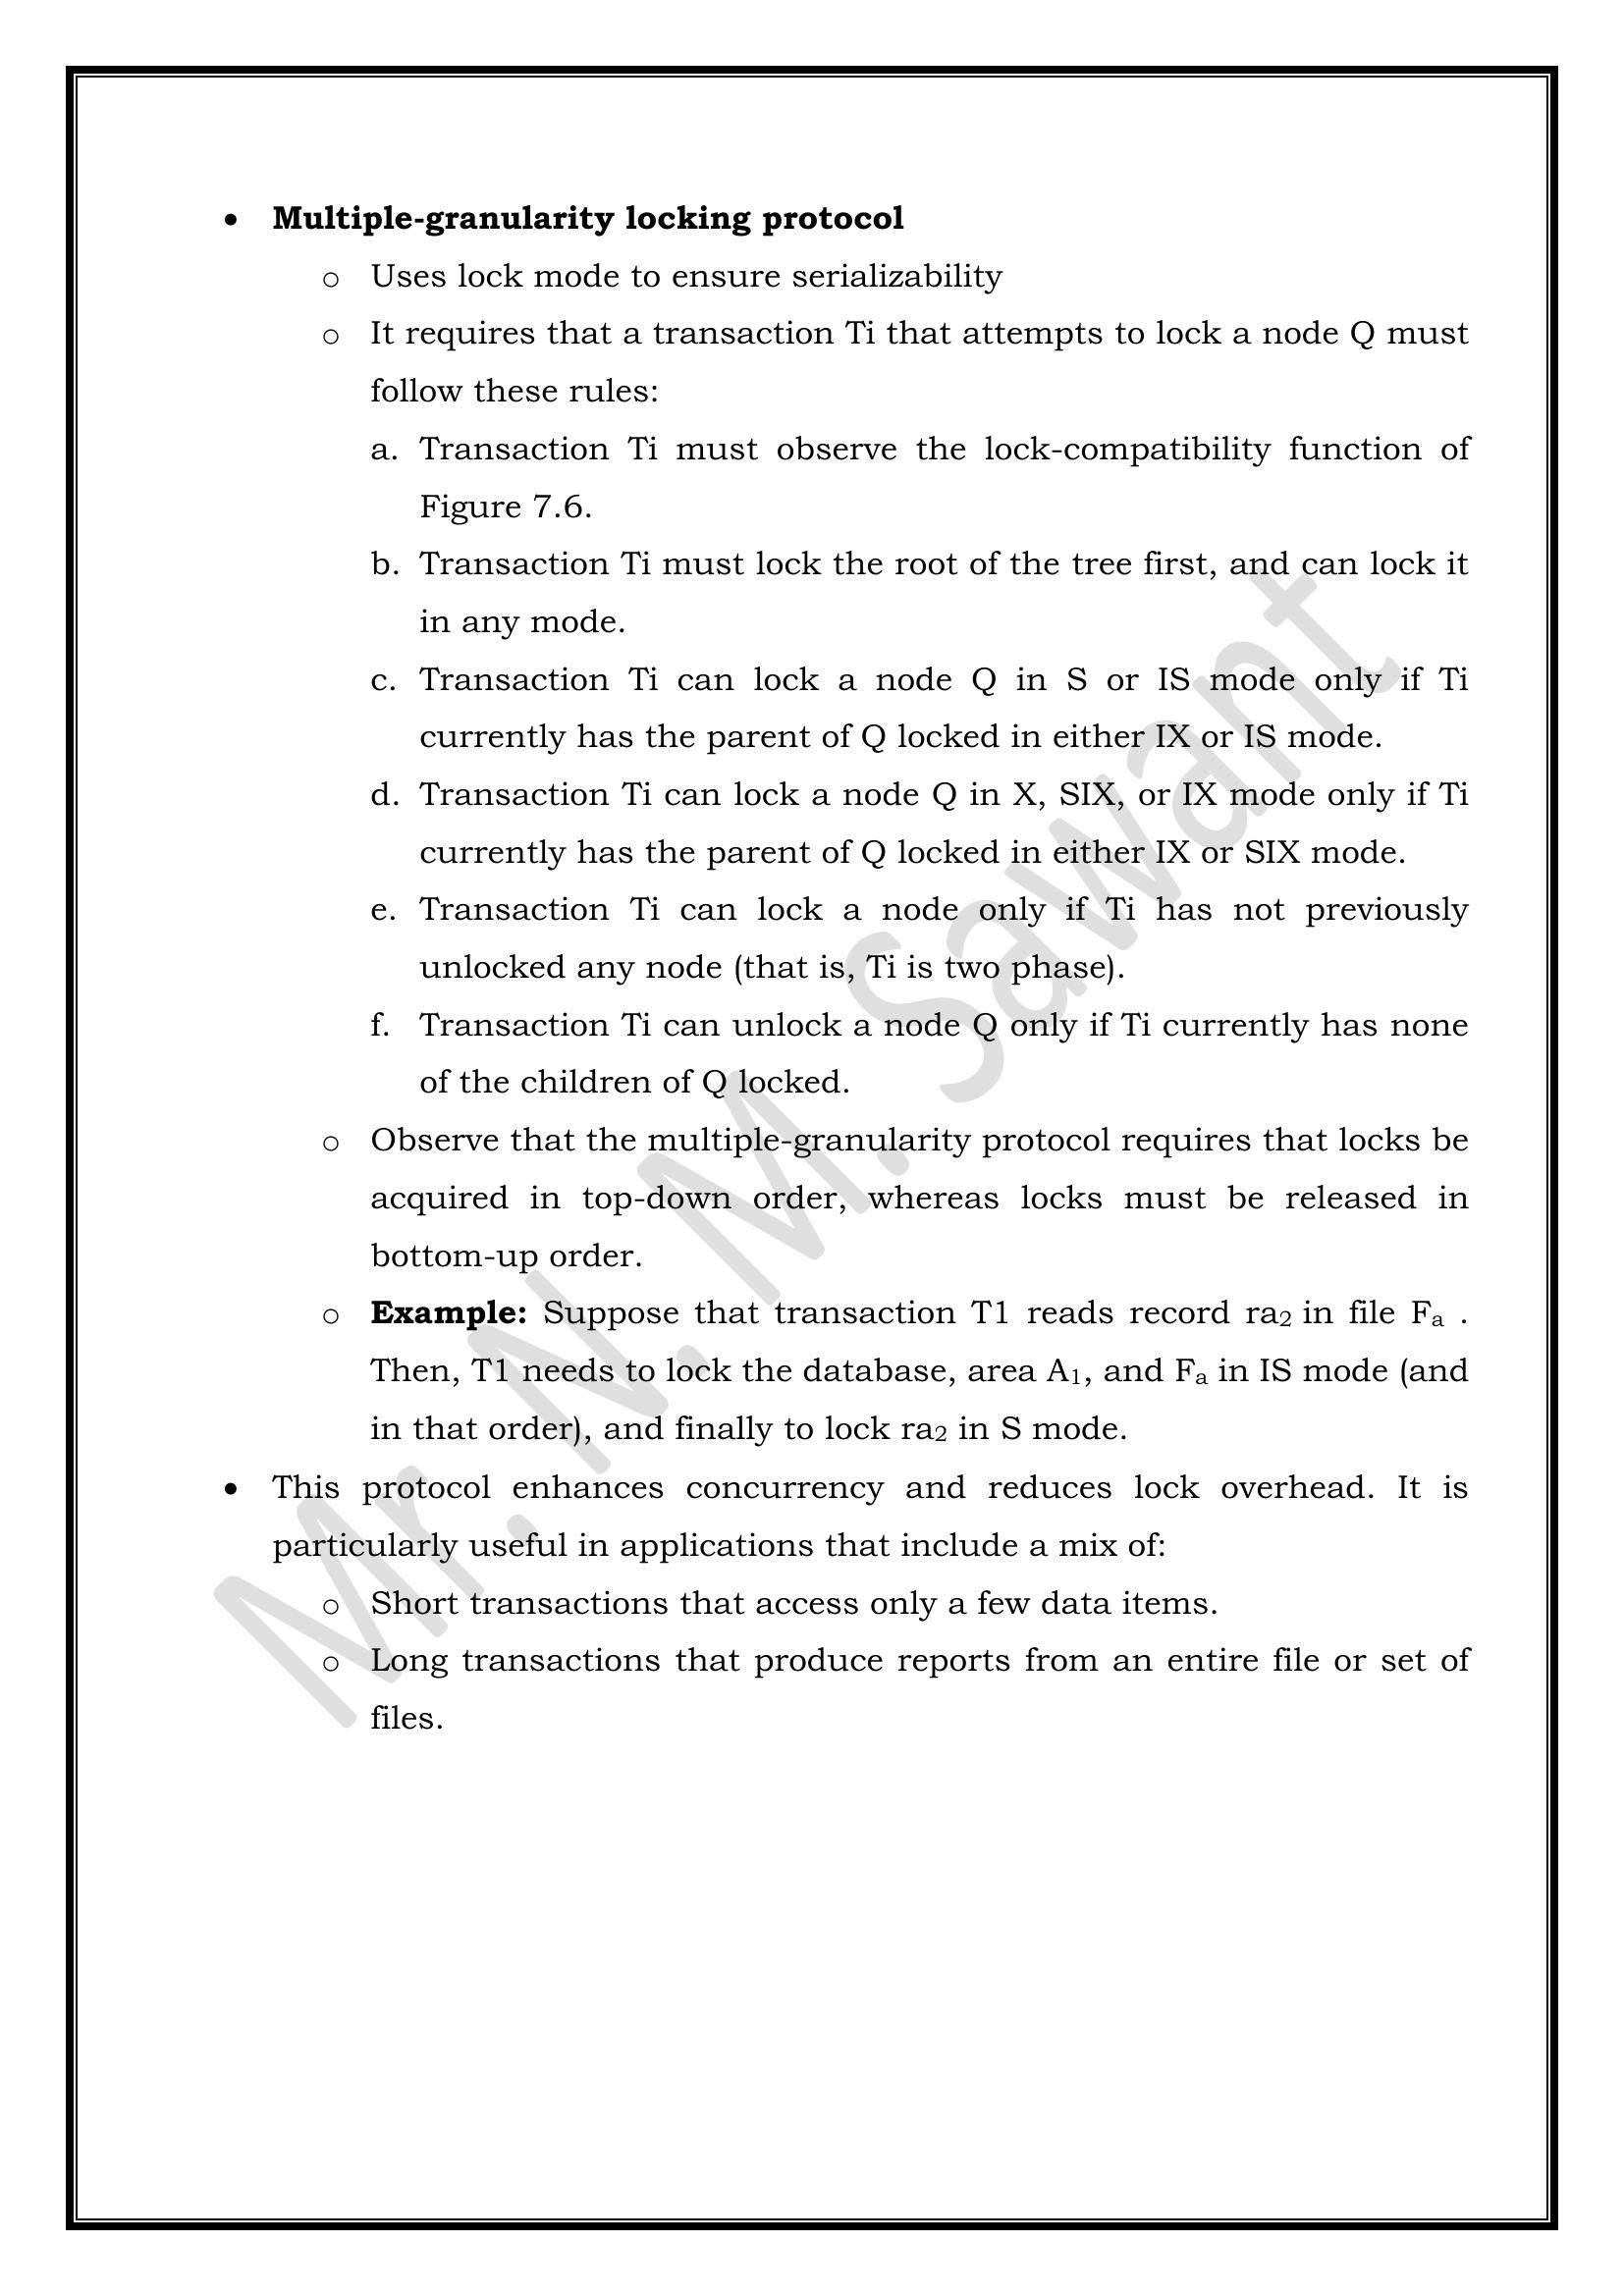 • Multiple-granularity locking protocol
o Uses lock mode to ensure serializability
o It requires that a transaction Ti that attempts to lock a node Q must
follow these rules:
a. Transaction Ti must observe the lock-compatibility function of
Figure 7.6.
b. Transaction Ti must lock the root of the tree first, and can lock it
in any mode.
c. Transaction Ti can lock a node Q in S or IS mode only if Ti
currently has the parent of Q locked in either IX or IS mode.
d. Transaction Ti can lock a node Q in X, SIX, or IX mode only if Ti
currently has the parent of Q locked in either IX or SIX mode.
e. Transaction Ti can lock a node only if Ti has not previously
unlocked any node (that is, Ti is two phase).
f. Transaction Ti can unlock a node Q only if Ti currently has none
of the children of Q locked.
o Observe that the multiple-granularity protocol requires that locks be
acquired in top-down order, whereas locks must be released in
bottom-up order.
o Example: Suppose that transaction T1 reads record ra₂ in file Fₐ .
Then, T1 needs to lock the database, area A₁, and Fₐ in IS mode (and
in that order), and finally to lock ra₂ in S mode.
• This protocol enhances concurrency and reduces lock overhead. It is
particularly useful in applications that include a mix of:
o Short transactions that access only a few data items.
o Long transactions that produce reports from an entire file or set of
files.
Mr. N. M. Sawant